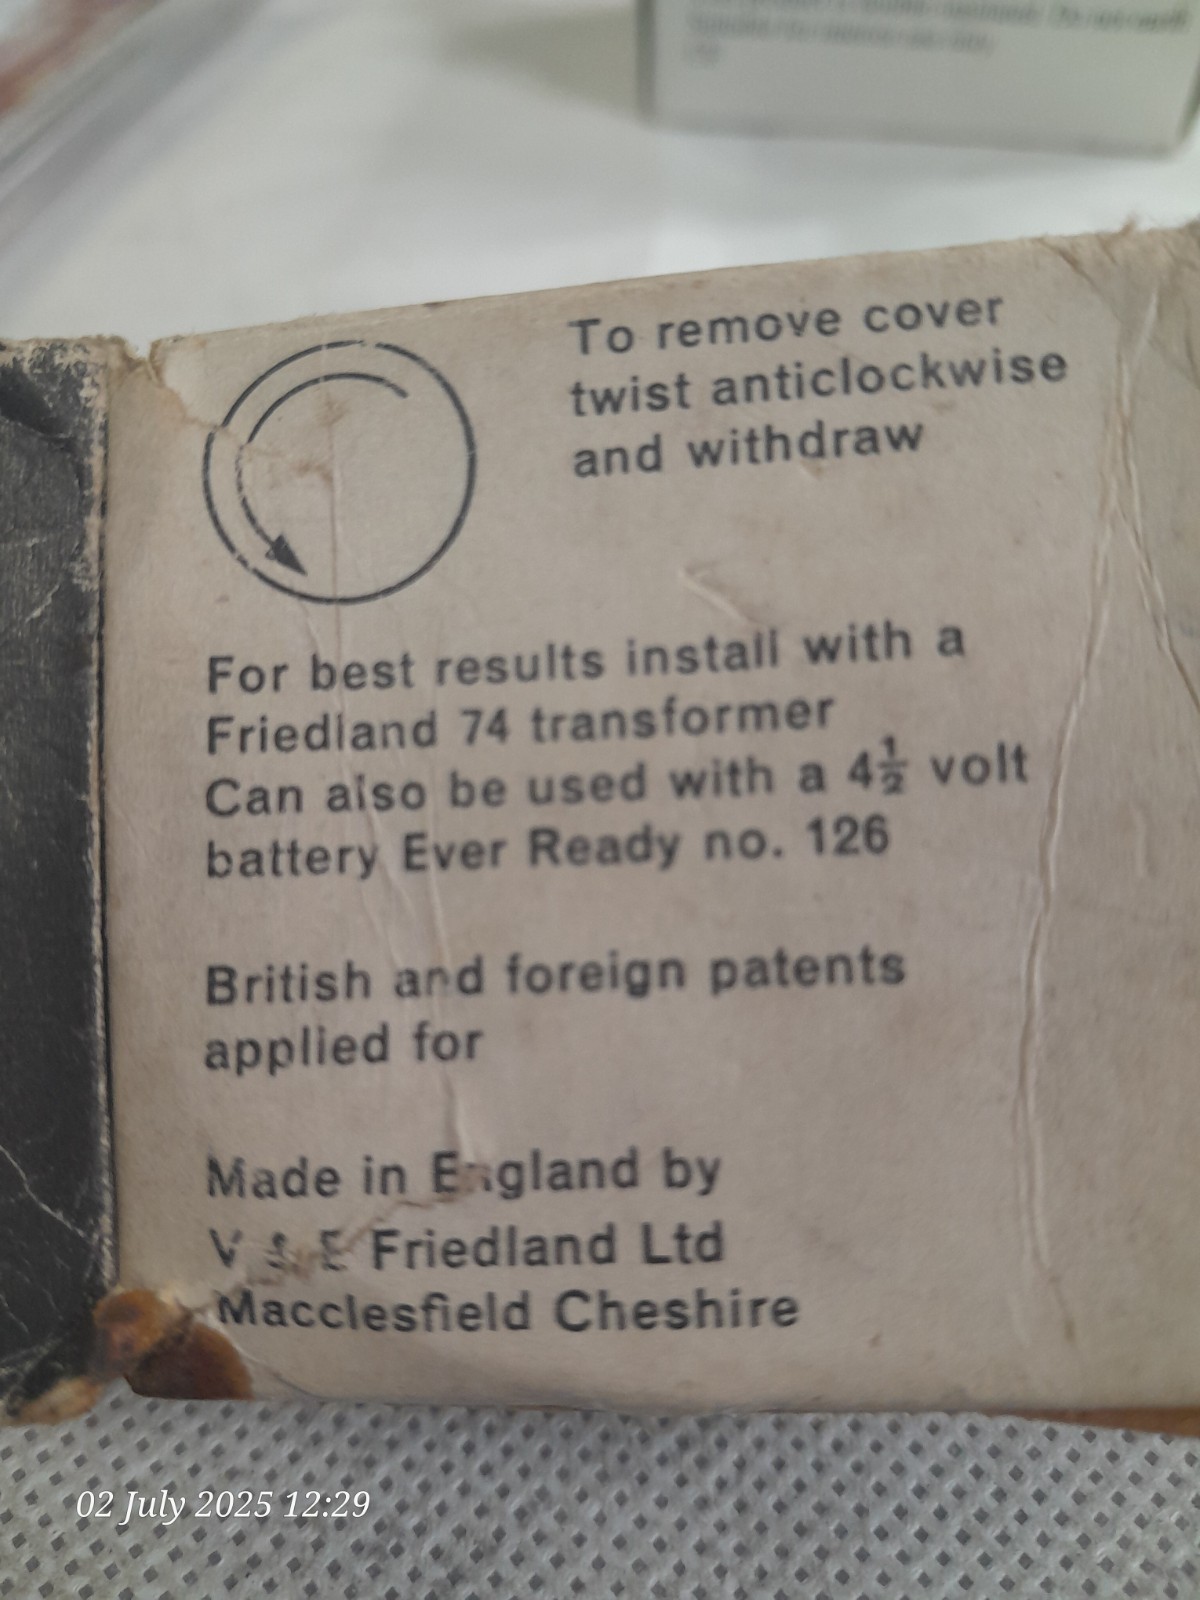 To remove cover
twist anticlockwise
and withdraw
For best results install with a
Friedland 74 transformer
Can also be used with a 4½ volt
battery Ever Ready no. 126
British and foreign patents
applied for
Made in England by
V & E Friedland Ltd
Macclesfield Cheshire
02 July 2025 12:29